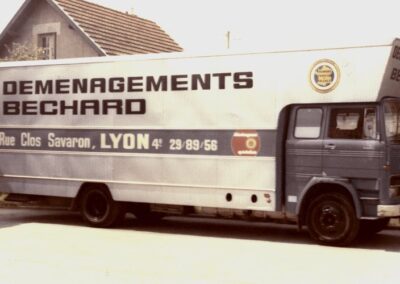 DEMENAGEMENTS
BECHARD
Rue Clos Savaron, LYON 4e 29/89/56